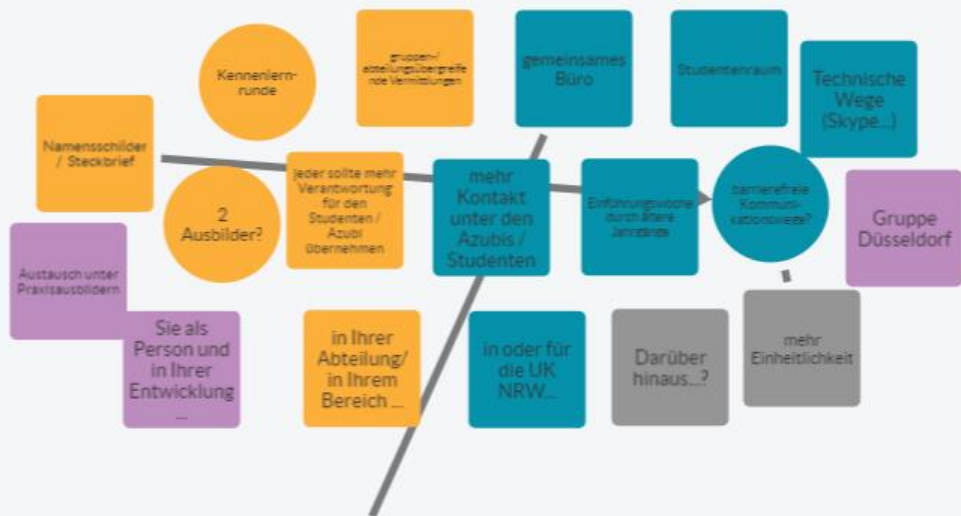 Kennenlern-
runde
gruppen-/
abteilungsübergreife
nde Vermittlungen
gemeinsames
Büro
Studentenraum
Technische
Wege
(Skype...)
Namensschilder
/ Steckbrief
2
Ausbilder?
jeder sollte mehr
Verantwortung
für den
Studenten /
Azubi
übernehmen
mehr
Kontakt
unter den
Azubis /
Studenten
Einführungswoche
durch ältere
Jahrgänge
barrierefreie
Kommuni-
kationswege?
Gruppe
Düsseldorf
Austausch unter
Praxisausbildern
Sie als
Person und
in Ihrer
Entwicklung
...
in Ihrer
Abteilung/
in Ihrem
Bereich ...
in oder für
die UK
NRW...
Darüber
hinaus...?
mehr
Einheitlichkeit